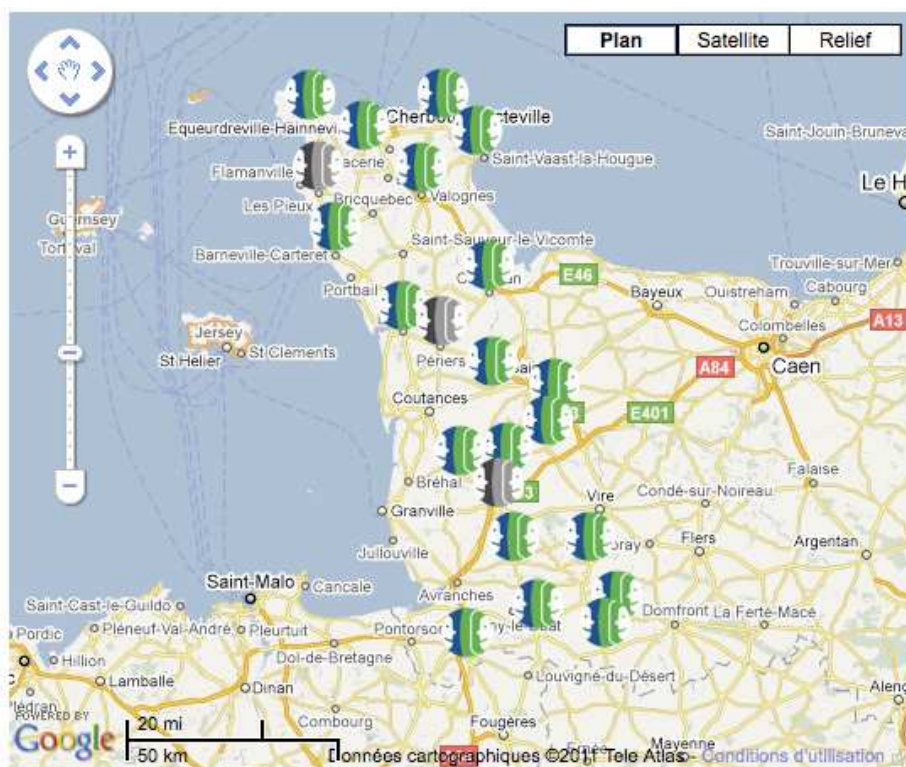 Plan Satellite Relief
Equeurdreville-Hainnevi
Saint-Jouin-Bruneva
Saint-Vaast-la-Hougue
Flamanville
Le H
Les Pieux
Bricquebec
Valognes
Guernsey
Saint-Sauveur-le-Vicomte
Barneville-Carteret
Trouville-sur-Mer
E46
Portbail
Bayeux
Ouistreham
Cabourg
Jersey
A13
Colombelles
St Helier
St Clements
Périers
A84
Caen
Coutances
E401
Bréhal
Falaise
Vire
Condé-sur-Noireau
Granville
Jullouville
Flers
Argentan
Saint-Malo
Cancale
Avranches
Saint-Cast-le-Guildo
Domfront
La Ferté-Macé
Pordic
Pléneuf-Val-André
Pleurtuit
Pontorson
Hillion
Dol-de-Bretagne
Lamballe
Dinan
Louvigné-du-Désert
Alenç
Combourg
Fougères
Mayenne
POWERED BY
Google
20 mi
50 km
Données cartographiques ©2011 Tele Atlas - Conditions d'utilisation